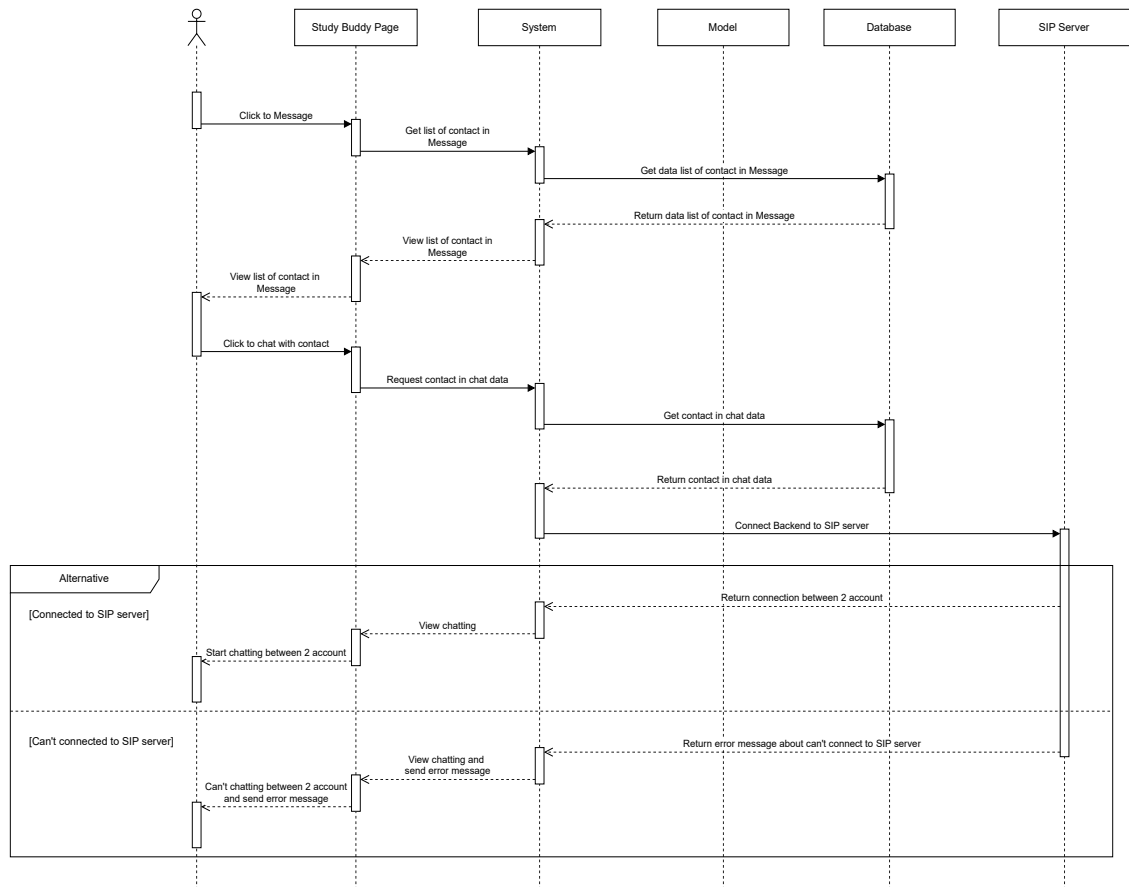 Study Buddy Page
System
Model
Database
SIP Server
Click to Message
Get list of contact in
Message
Get data list of contact in Message
Return data list of contact in Message
View list of contact in
Message
View list of contact in
Message
Click to chat with contact
Request contact in chat data
Get contact in chat data
Return contact in chat data
Connect Backend to SIP server
Alternative
[Connected to SIP server]
Return connection between 2 account
View chatting
Start chatting between 2 account
[Can't connected to SIP server]
Return error message about can't connect to SIP server
View chatting and
send error message
Can't chatting between 2 account
and send error message